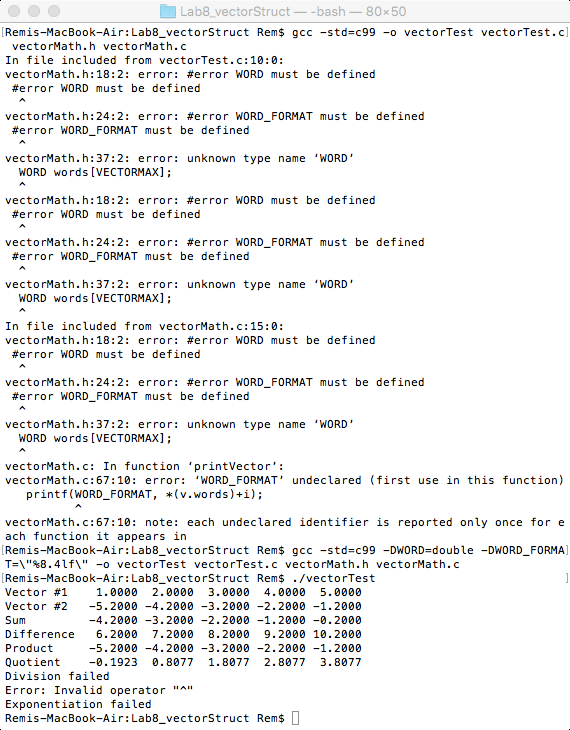 Lab8_vectorStruct — -bash — 80×50
[Remis-MacBook-Air:Lab8_vectorStruct Rem$ gcc -std=c99 -o vectorTest vectorTest.c]
 vectorMath.h vectorMath.c
In file included from vectorTest.c:10:0:
vectorMath.h:18:2: error: #error WORD must be defined
 #error WORD must be defined
  ^
vectorMath.h:24:2: error: #error WORD_FORMAT must be defined
 #error WORD_FORMAT must be defined
  ^
vectorMath.h:37:2: error: unknown type name ‘WORD’
  WORD words[VECTORMAX];
  ^
vectorMath.h:18:2: error: #error WORD must be defined
 #error WORD must be defined
  ^
vectorMath.h:24:2: error: #error WORD_FORMAT must be defined
 #error WORD_FORMAT must be defined
  ^
vectorMath.h:37:2: error: unknown type name ‘WORD’
  WORD words[VECTORMAX];
  ^
In file included from vectorMath.c:15:0:
vectorMath.h:18:2: error: #error WORD must be defined
 #error WORD must be defined
  ^
vectorMath.h:24:2: error: #error WORD_FORMAT must be defined
 #error WORD_FORMAT must be defined
  ^
vectorMath.h:37:2: error: unknown type name ‘WORD’
  WORD words[VECTORMAX];
  ^
vectorMath.c: In function ‘printVector’:
vectorMath.c:67:10: error: ‘WORD_FORMAT’ undeclared (first use in this function)
   printf(WORD_FORMAT, *(v.words)+i);
          ^
vectorMath.c:67:10: note: each undeclared identifier is reported only once for e
ach function it appears in
[Remis-MacBook-Air:Lab8_vectorStruct Rem$ gcc -std=c99 -DWORD=double -DWORD_FORMA]
T=\"%8.4lf\" -o vectorTest vectorTest.c vectorMath.h vectorMath.c
[Remis-MacBook-Air:Lab8_vectorStruct Rem$ ./vectorTest ]
Vector #1    1.0000  2.0000  3.0000  4.0000  5.0000
Vector #2   -5.2000 -4.2000 -3.2000 -2.2000 -1.2000
Sum         -4.2000 -3.2000 -2.2000 -1.2000 -0.2000
Difference   6.2000  7.2000  8.2000  9.2000 10.2000
Product     -5.2000 -4.2000 -3.2000 -2.2000 -1.2000
Quotient    -0.1923  0.8077  1.8077  2.8077  3.8077
Division failed
Error: Invalid operator "^"
Exponentiation failed
Remis-MacBook-Air:Lab8_vectorStruct Rem$